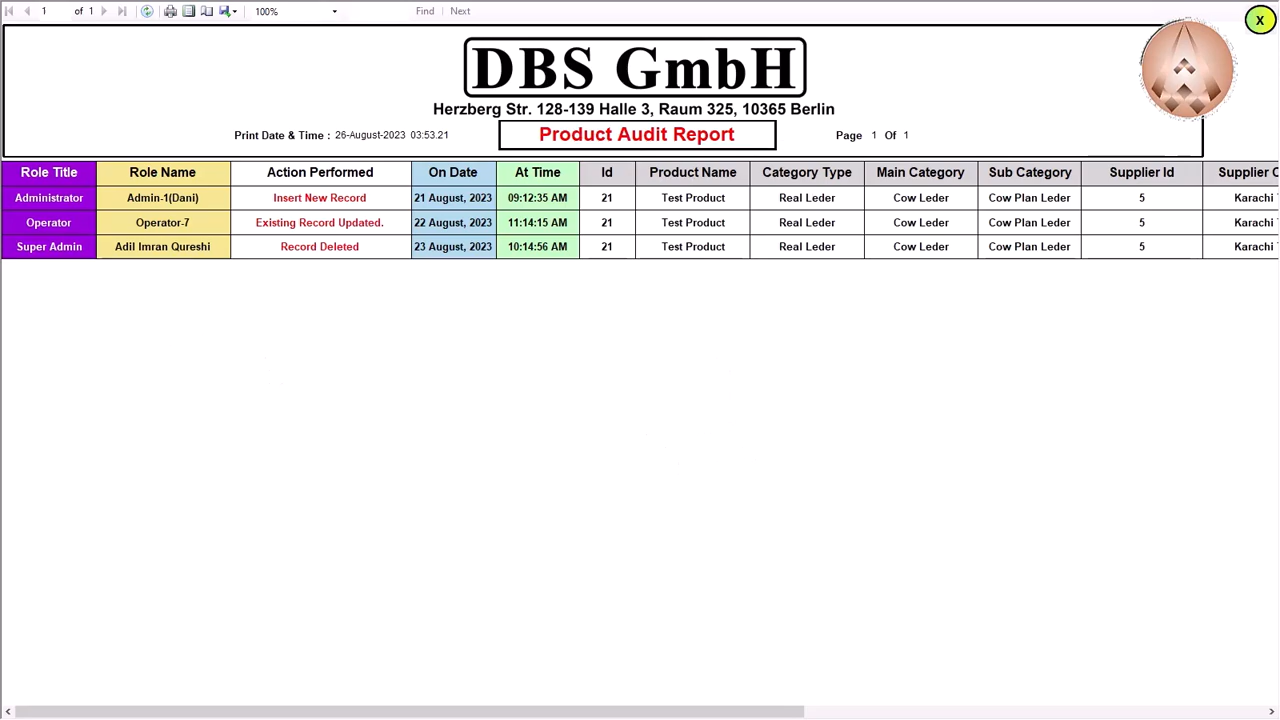 1 of 1 100% Find Next
X
DBS GmbH
Herzberg Str. 128-139 Halle 3, Raum 325, 10365 Berlin
Print Date & Time : 26-August-2023 03:53.21 Product Audit Report Page 1 Of 1
Role Title Role Name Action Performed On Date At Time Id Product Name Category Type Main Category Sub Category Supplier Id Supplier
Administrator Admin-1(Dani) Insert New Record 21 August, 2023 09:12:35 AM 21 Test Product Real Leder Cow Leder Cow Plan Leder 5 Karachi
Operator Operator-7 Existing Record Updated. 22 August, 2023 11:14:15 AM 21 Test Product Real Leder Cow Leder Cow Plan Leder 5 Karachi
Super Admin Adil Imran Qureshi Record Deleted 23 August, 2023 10:14:56 AM 21 Test Product Real Leder Cow Leder Cow Plan Leder 5 Karachi